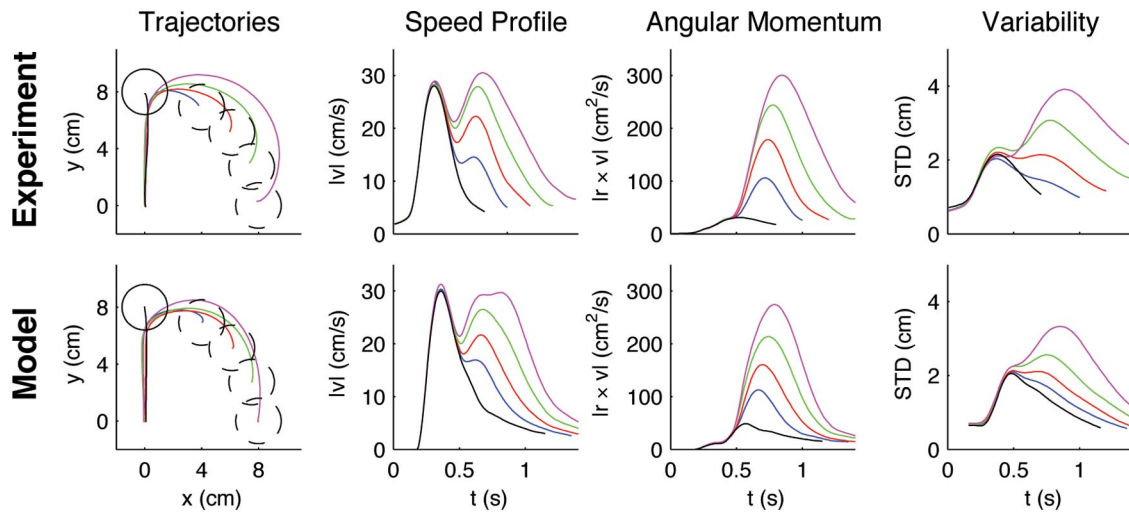 Trajectories Speed Profile Angular Momentum Variability
Experiment
y (cm)
8
4
0
|v| (cm/s)
30
20
10
0
|r × v| (cm²/s)
300
200
100
0
STD (cm)
4
2
0
Model
y (cm)
8
4
0
0 4 8
x (cm)
|v| (cm/s)
30
20
10
0
0 0.5 1
t (s)
|r × v| (cm²/s)
300
200
100
0
0 0.5 1
t (s)
STD (cm)
4
2
0
0 0.5 1
t (s)